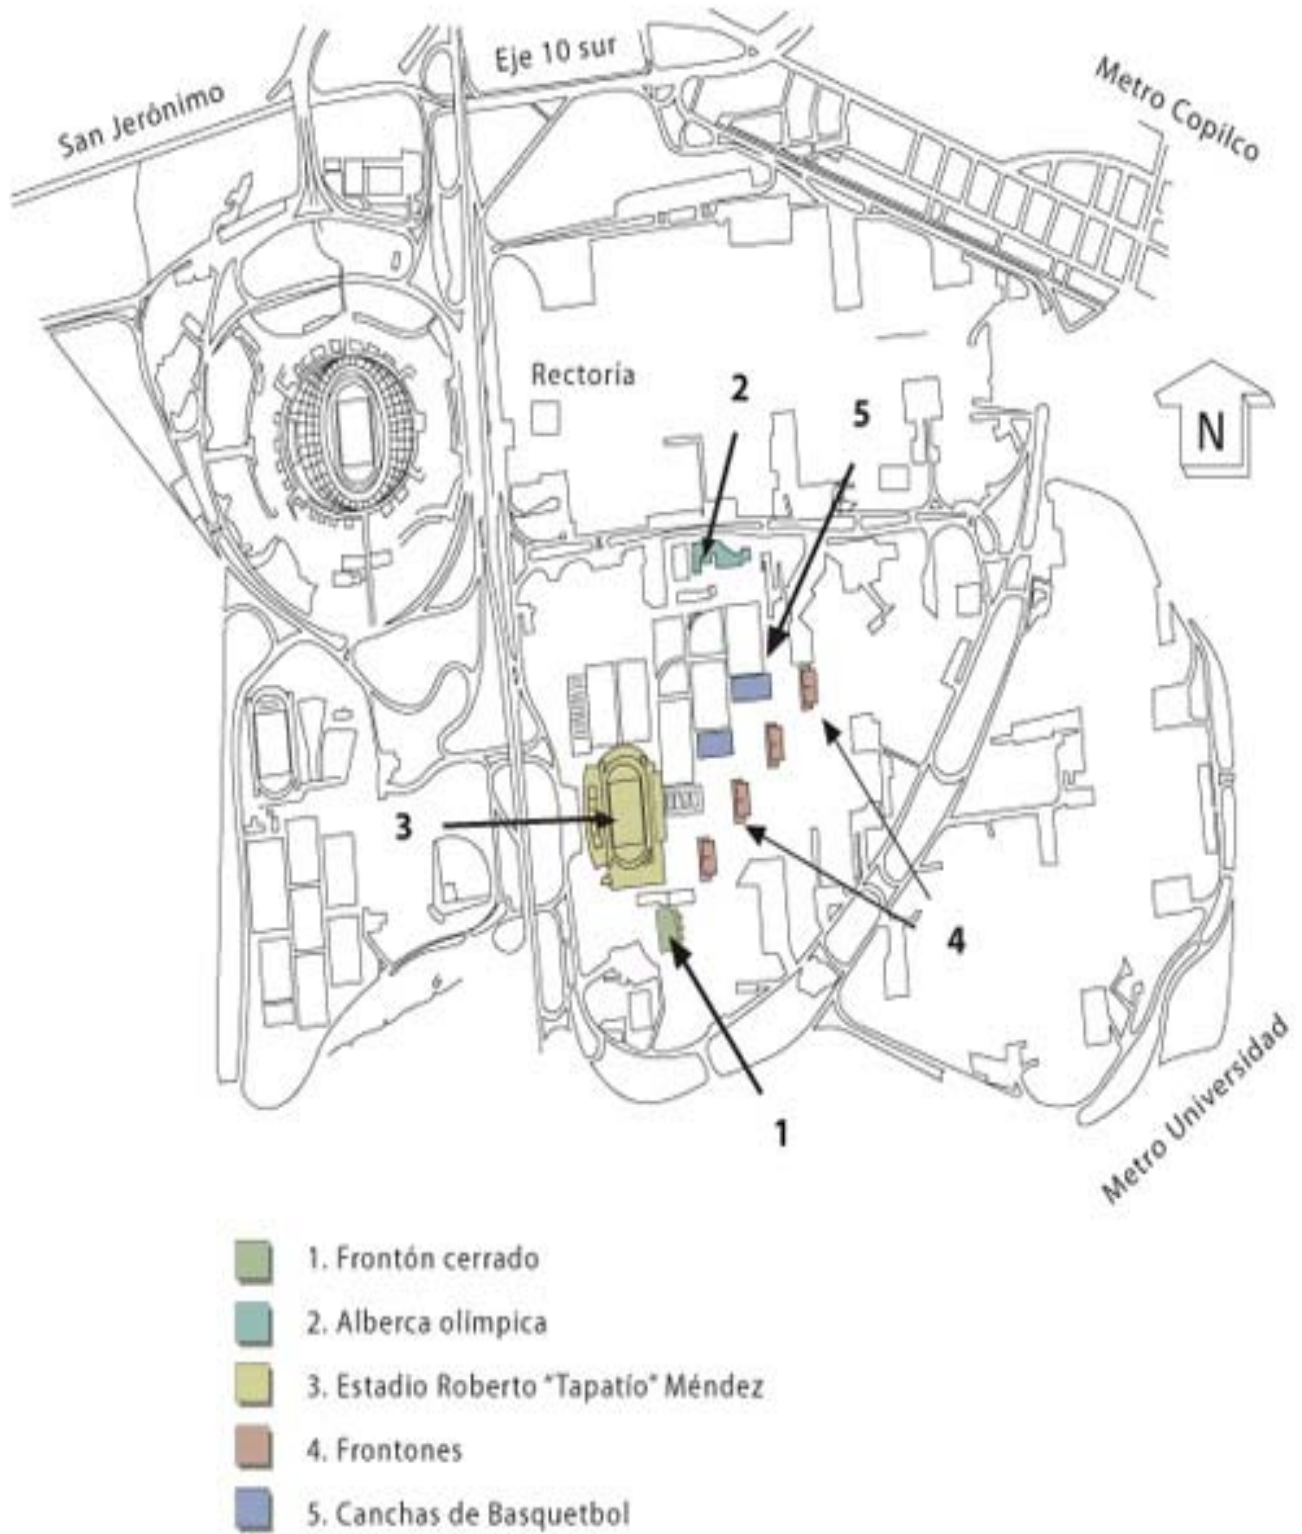 Eje 10 sur
San Jerónimo
Metro Copilco
Rectoría
2
5
N
3
4
1
Metro Universidad
1. Frontón cerrado
2. Alberca olímpica
3. Estadio Roberto "Tapatío" Méndez
4. Frontones
5. Canchas de Basquetbol